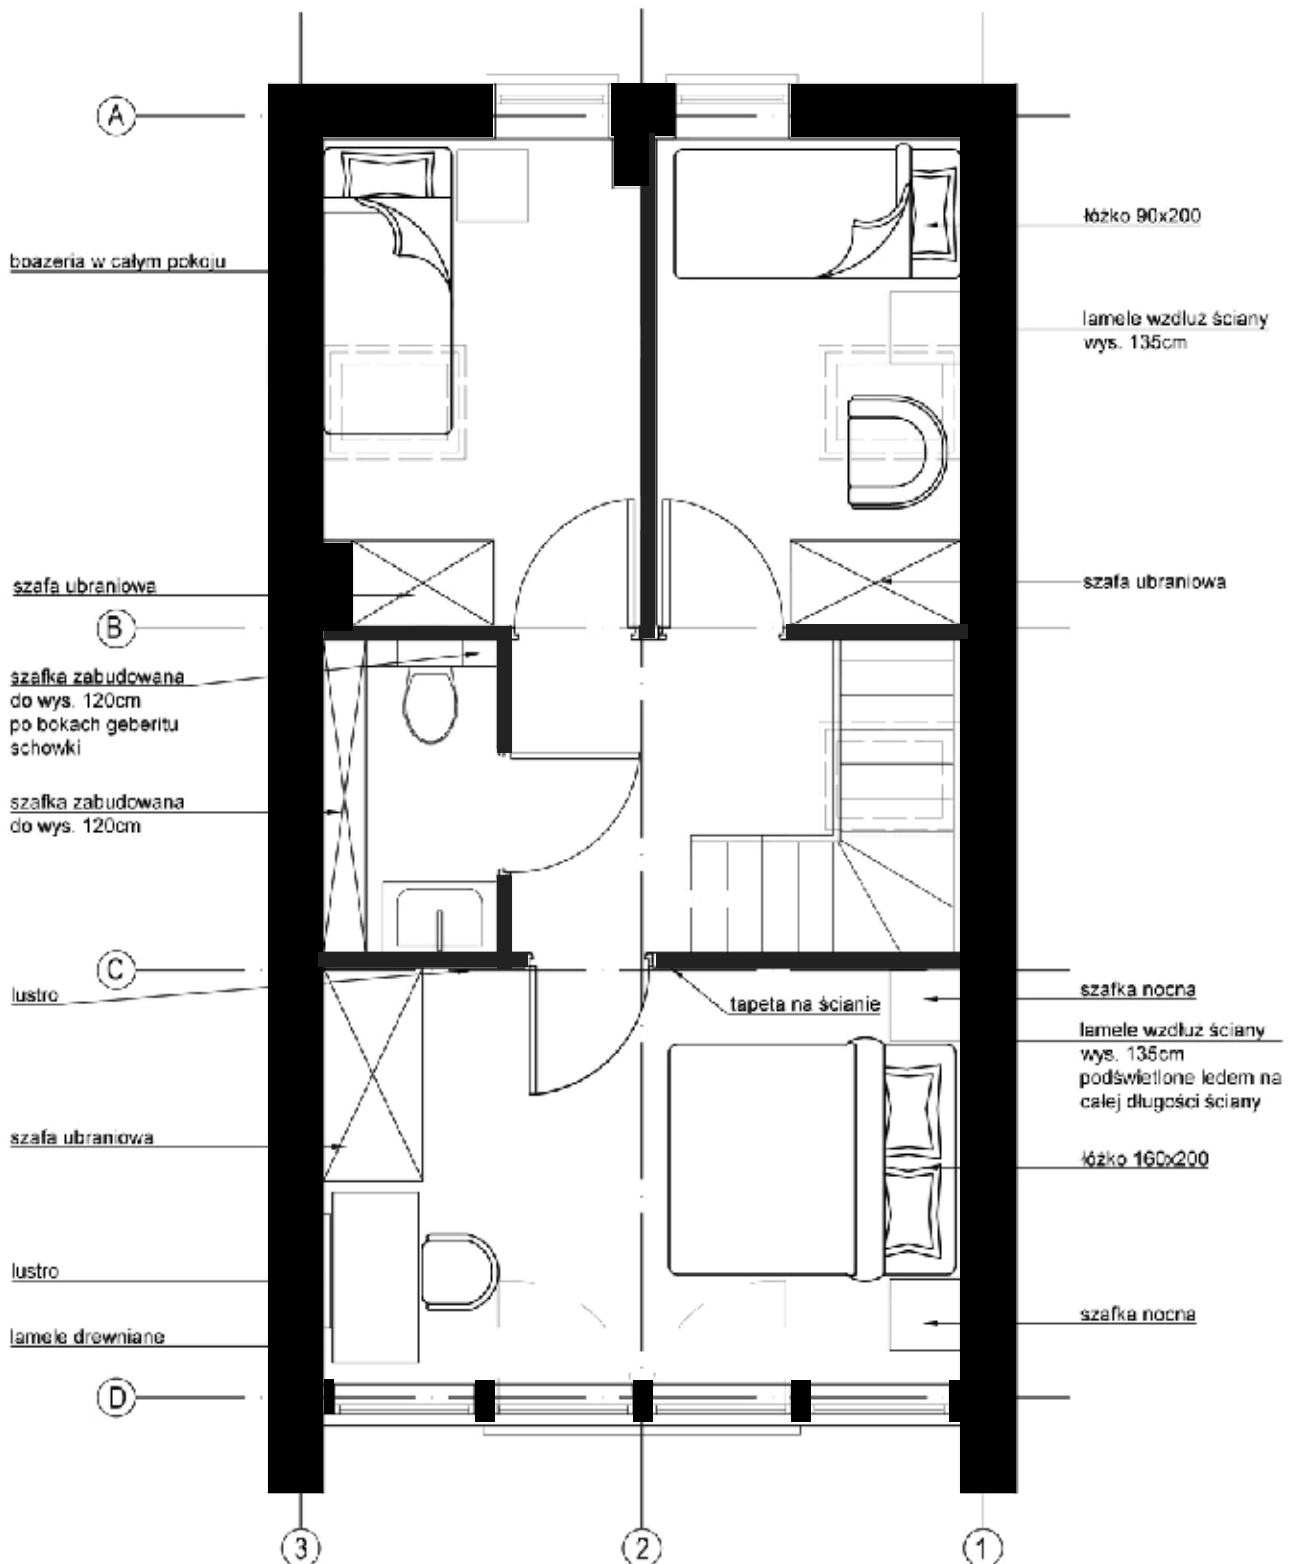 A
łóżko 90x200
boazeria w całym pokoju
lamele wzdłuż ściany
wys. 135cm
szafa ubraniowa
szafa ubraniowa
B
szafka zabudowana
do wys. 120cm
po bokach geberitu
schowki
szafka zabudowana
do wys. 120cm
C
lustro
tapeta na ścianie
szafka nocna
lamele wzdłuż ściany
wys. 135cm
podświetlone ledem na
całej długości ściany
szafa ubraniowa
łóżko 160x200
lustro
szafka nocna
lamele drewniane
D
3
2
1